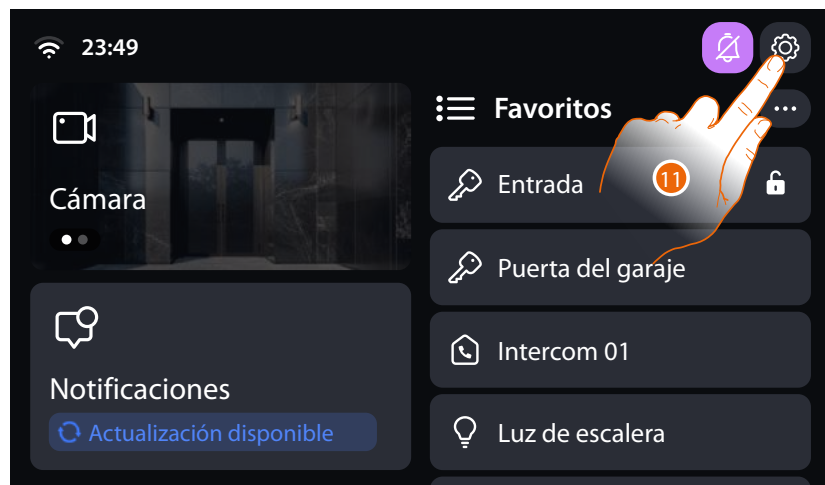 23:49
Cámara
Notificaciones
Actualización disponible
Favoritos
Entrada
11
Puerta del garaje
Intercom 01
Luz de escalera